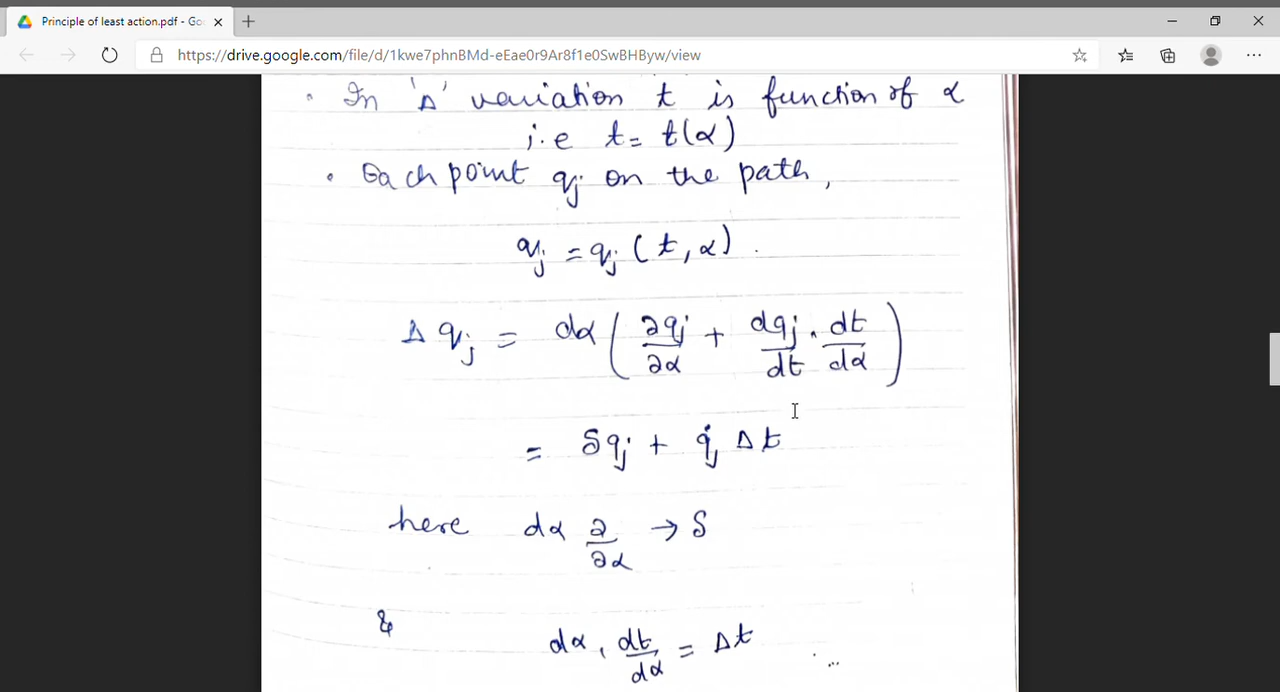 Principle of least action.pdf - Go
https://drive.google.com/file/d/1kwe7phnBMd-eEae0r9Ar8f1e0SwBHByw/view
• In 'Δ' variation t is function of α
i.e t = t(α)
• Each point qj on the path,
qj = qj (t, α) .
Δ qj = dα ( ∂qj/∂α + dqj/dt . dt/dα )
= δqj + q̇j Δt
here dα ∂/∂α → δ
& dα . dt/dα = Δt